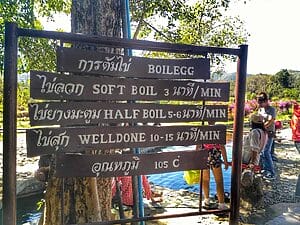 การต้มไข่ BOILEGG
ไข่ลวก SOFT BOIL 3 นาที/MIN
ไข่ยางมะตูม HALF BOIL 5-6 นาที/MIN
ไข่สุก WELLDONE 10-15 นาที/MIN
อุณหภูมิ 105 ํC